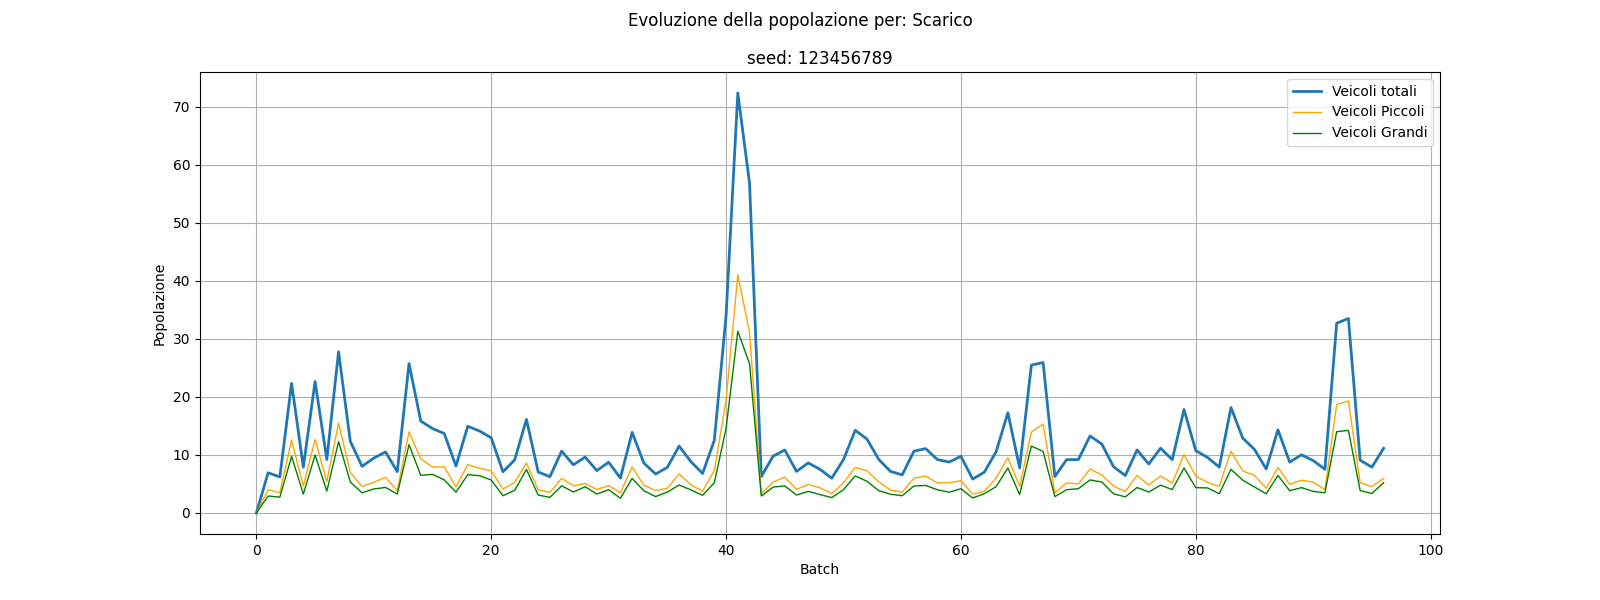 Evoluzione della popolazione per: Scarico
seed: 123456789
Veicoli totali
Veicoli Piccoli
Veicoli Grandi
Popolazione
70
60
50
40
30
20
10
0
0 20 40 60 80 100
Batch